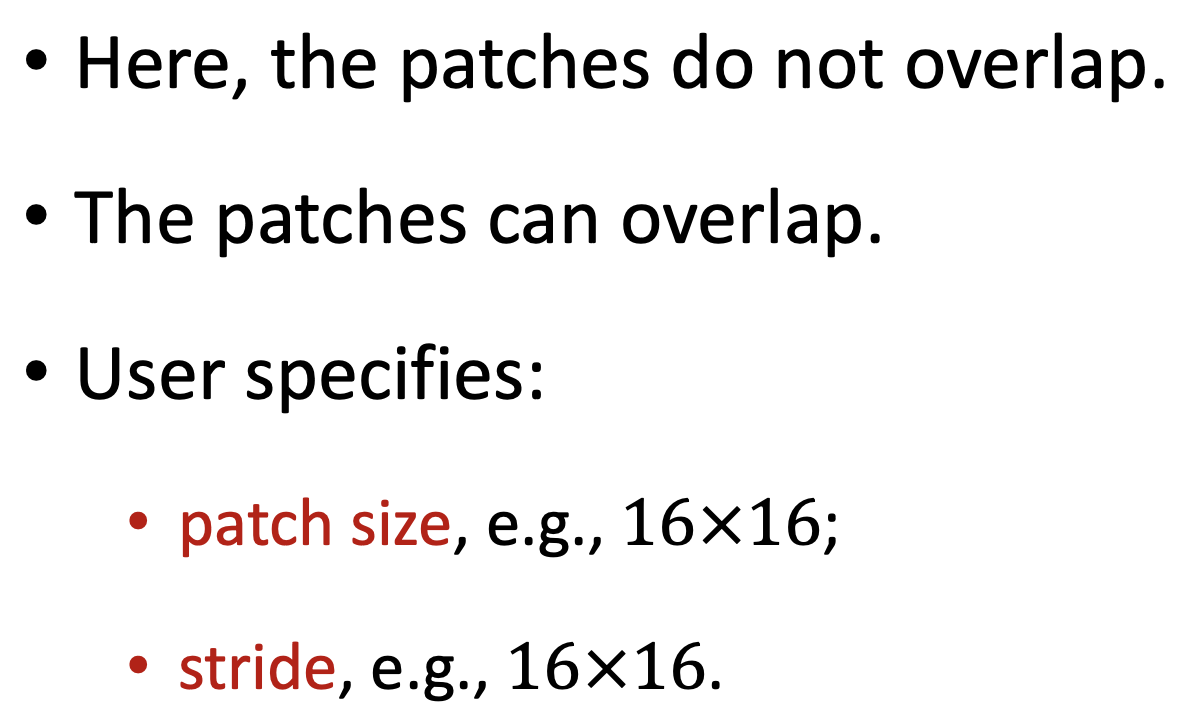 • Here, the patches do not overlap.
• The patches can overlap.
• User specifies:
• patch size, e.g., 16×16;
• stride, e.g., 16×16.